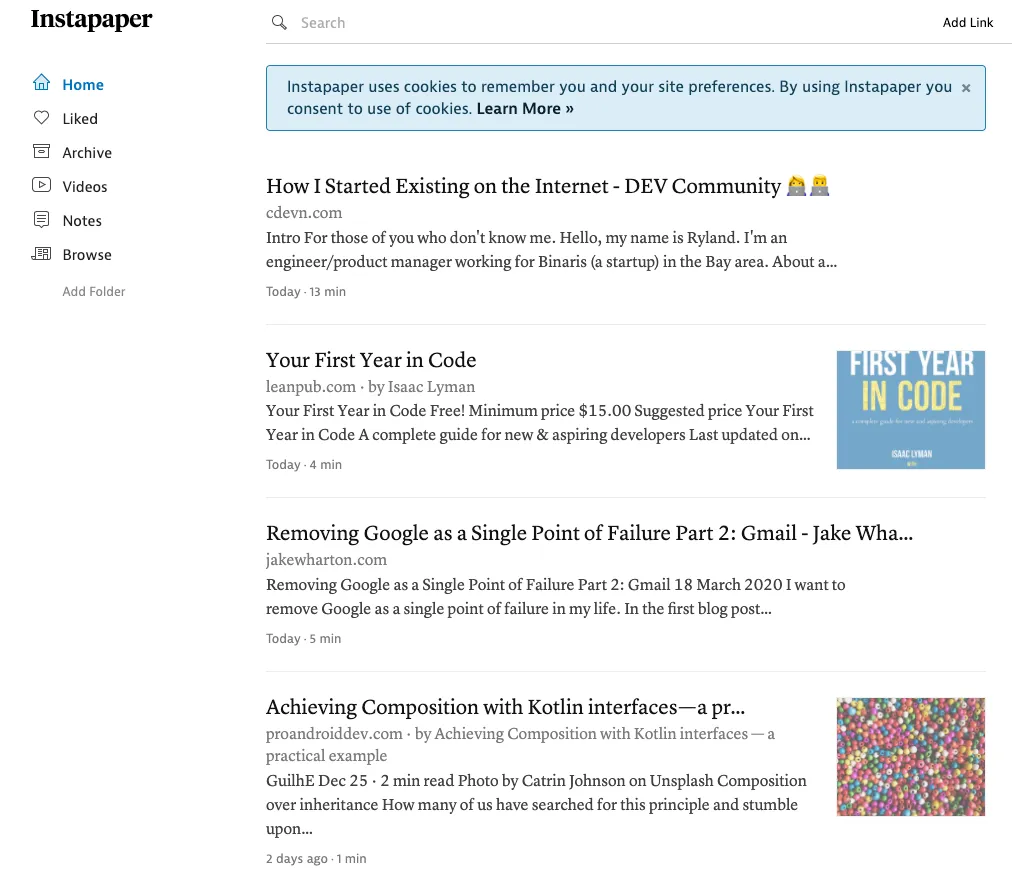 Instapaper
Search
Add Link
Home
Liked
Archive
Videos
Notes
Browse
Add Folder
Instapaper uses cookies to remember you and your site preferences. By using Instapaper you ×
consent to use of cookies. Learn More »
How I Started Existing on the Internet - DEV Community 👩‍💻👨‍💻
cdevn.com
Intro For those of you who don't know me. Hello, my name is Ryland. I'm an
engineer/product manager working for Binaris (a startup) in the Bay area. About a...
Today · 13 min
Your First Year in Code
leanpub.com · by Isaac Lyman
Your First Year in Code Free! Minimum price $15.00 Suggested price Your First
Year in Code A complete guide for new & aspiring developers Last updated on...
Today · 4 min
FIRST YEAR
IN CODE
a complete guide for new and aspiring developers
ISAAC LYMAN
Removing Google as a Single Point of Failure Part 2: Gmail - Jake Wha...
jakewharton.com
Removing Google as a Single Point of Failure Part 2: Gmail 18 March 2020 I want to
remove Google as a single point of failure in my life. In the first blog post...
Today · 5 min
Achieving Composition with Kotlin interfaces—a pr...
proandroiddev.com · by Achieving Composition with Kotlin interfaces — a
practical example
GuilhE Dec 25 · 2 min read Photo by Catrin Johnson on Unsplash Composition
over inheritance How many of us have searched for this principle and stumble
upon...
2 days ago · 1 min